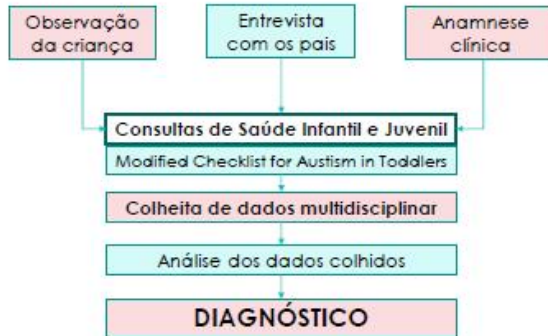 Observação
da criança
Entrevista
com os pais
Anamnese
clínica
Consultas de Saúde Infantil e Juvenil
Modified Checklist for Austism in Toddlers
Colheita de dados multidisciplinar
Análise dos dados colhidos
DIAGNÓSTICO